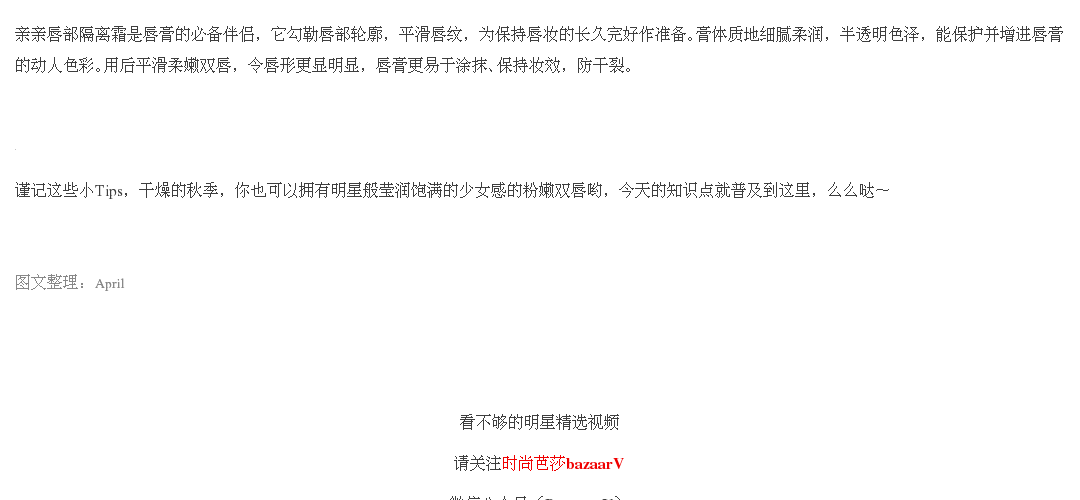 亲亲唇部隔离霜是唇膏的必备伴侣，它勾勒唇部轮廓，平滑唇纹，为保持唇妆的长久完好作准备。膏体质地细腻柔润，半透明色泽，能保护并增进唇膏
的动人色彩。用后平滑柔嫩双唇，令唇形更显明显，唇膏更易于涂抹、保持妆效，防干裂。
谨记这些小Tips，干燥的秋季，你也可以拥有明星般莹润饱满的少女感的粉嫩双唇哟，今天的知识点就普及到这里，么么哒～
图文整理：April
看不够的明星精选视频
请关注时尚芭莎bazaarV